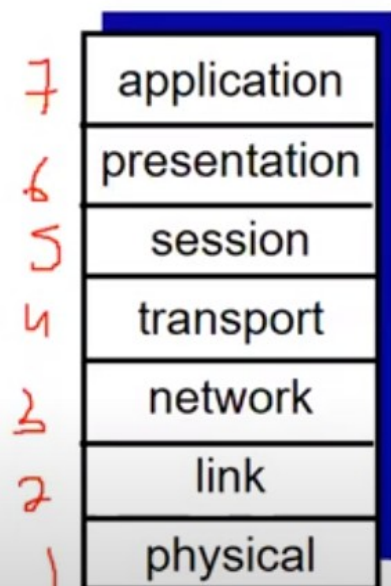 7 application
6 presentation
5 session
4 transport
3 network
2 link
1 physical